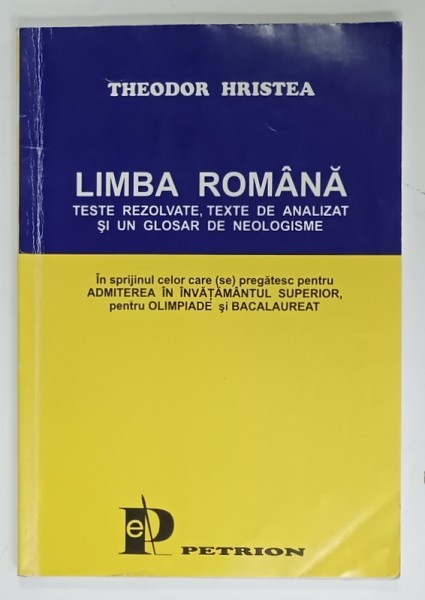 THEODOR HRISTEA
LIMBA ROMÂNĂ
TESTE REZOLVATE, TEXTE DE ANALIZAT
ŞI UN GLOSAR DE NEOLOGISME
În sprijinul celor care (se) pregătesc pentru
ADMITEREA ÎN ÎNVĂŢĂMÂNTUL SUPERIOR,
pentru OLIMPIADE şi BACALAUREAT
eP
PETRION